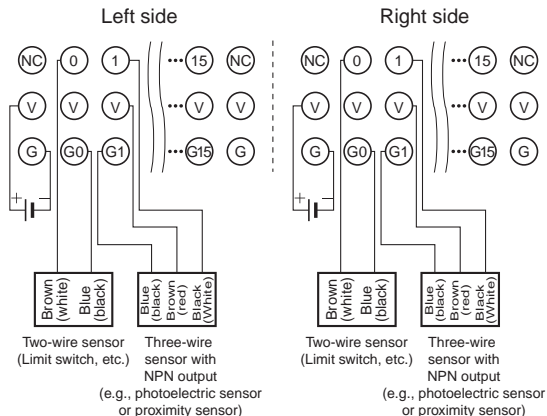 Left side Right side
NC 0 1 ••• 15 NC NC 0 1 ••• 15 NC
V V V ••• V V V V V ••• V V
G G0 G1 ••• G15 G G G0 G1 ••• G15 G
+ − + −
Brown (white)
Blue (black)
Blue (black)
Brown (red)
Black (White)
Brown (white)
Blue (black)
Blue (black)
Brown (red)
Black (White)
Two-wire sensor
(Limit switch, etc.)
Three-wire
sensor with
NPN output
(e.g., photoelectric sensor
or proximity sensor)
Two-wire sensor
(Limit switch, etc.)
Three-wire
sensor with
NPN output
(e.g., photoelectric sensor
or proximity sensor)